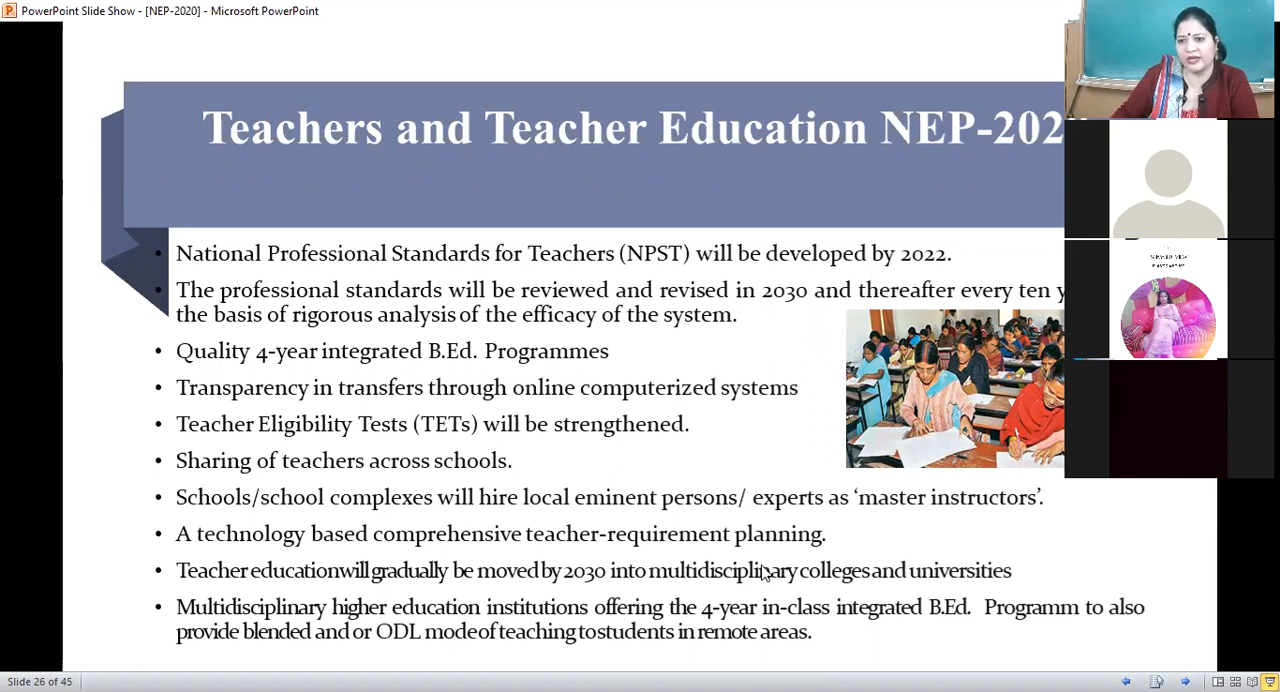 PowerPoint Slide Show - [NEP-2020] - Microsoft PowerPoint
Teachers and Teacher Education NEP-202
• National Professional Standards for Teachers (NPST) will be developed by 2022.
• The professional standards will be reviewed and revised in 2030 and thereafter every ten y
the basis of rigorous analysis of the efficacy of the system.
• Quality 4-year integrated B.Ed. Programmes
• Transparency in transfers through online computerized systems
• Teacher Eligibility Tests (TETs) will be strengthened.
• Sharing of teachers across schools.
• Schools/school complexes will hire local eminent persons/ experts as ‘master instructors’.
• A technology based comprehensive teacher-requirement planning.
• Teacher education will gradually be moved by 2030 into multidisciplinary colleges and universities
• Multidisciplinary higher education institutions offering the 4-year in-class integrated B.Ed. Programm to also
provide blended and or ODL mode of teaching to students in remote areas.
Slide 26 of 45